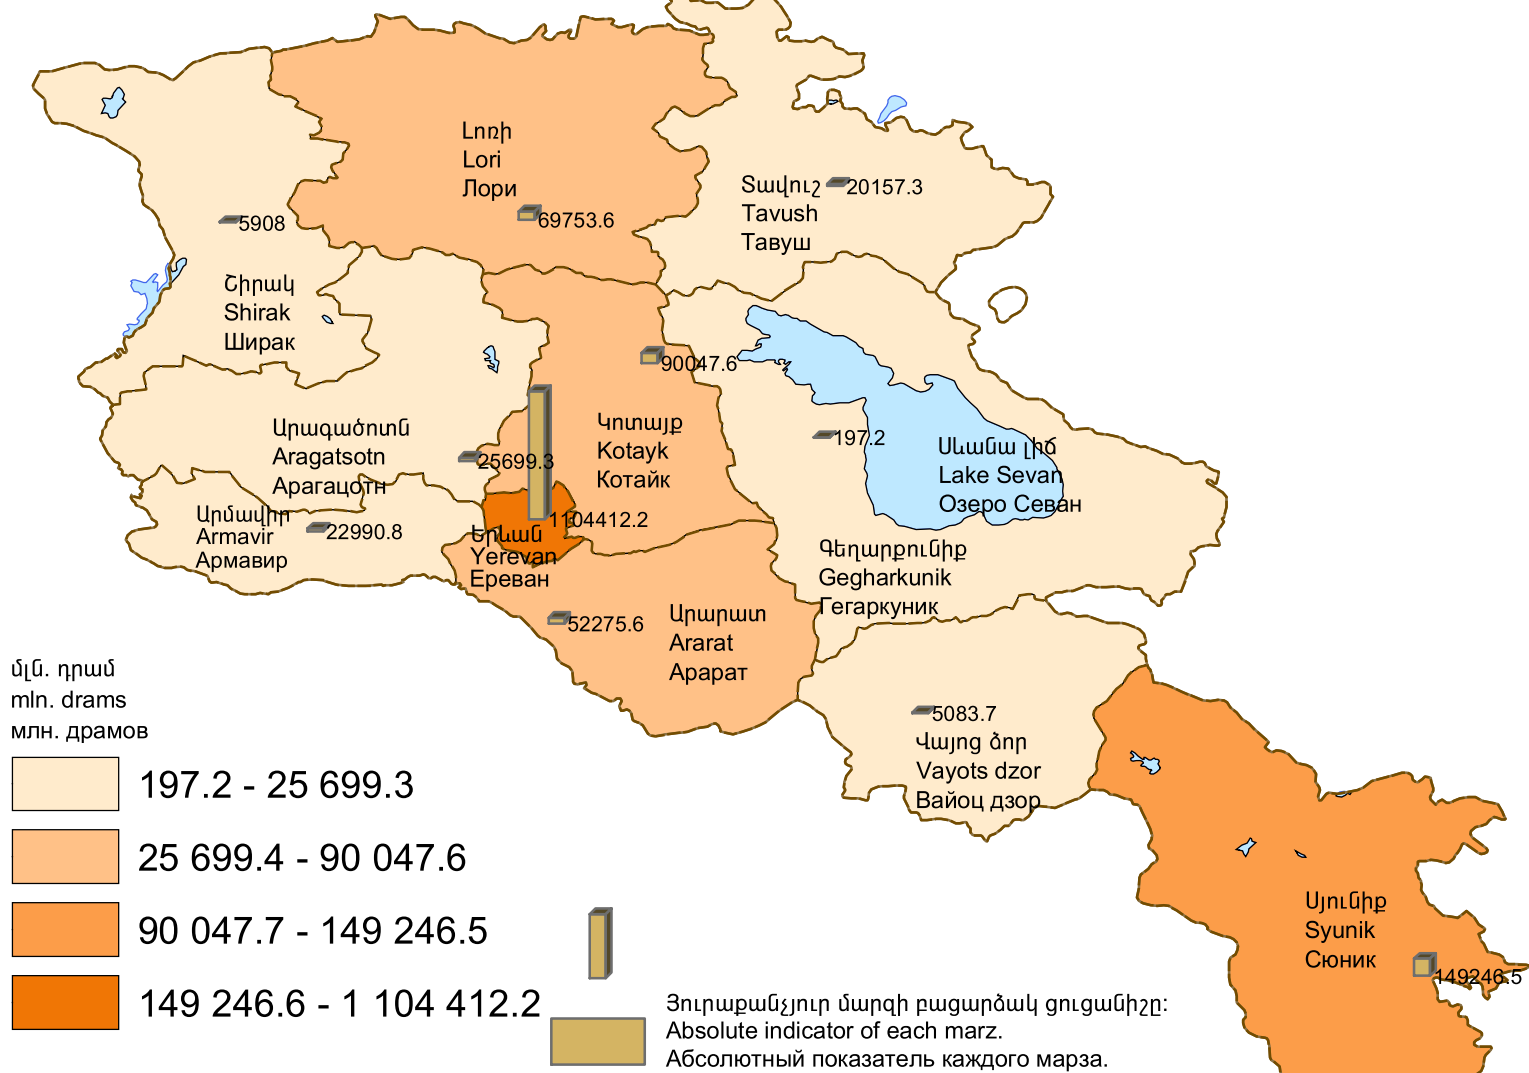 Լոռի
Lori
Лори
69753.6
Տավուշ
Tavush
Тавуш
20157.3
5908
Շիրակ
Shirak
Ширак
90047.6
Կոտայք
Kotayk
Котайк
197.2
Սևանա լիճ
Lake Sevan
Озеро Севан
Արագածոտն
Aragatsotn
Арагацотн
25699.3
Արմավիր
Armavir
Армавир
22990.8
1104412.2
Երևան
Yerevan
Ереван
Գեղարքունիք
Gegharkunik
Гегаркуник
52275.6
Արարատ
Ararat
Арарат
5083.7
Վայոց ձոր
Vayots dzor
Вайоц дзор
Սյունիք
Syunik
Сюник
149246.5
մլն. դրամ
mln. drams
млн. драмов
197.2 - 25 699.3
25 699.4 - 90 047.6
90 047.7 - 149 246.5
149 246.6 - 1 104 412.2
Յուրաքանչյուր մարզի բացարձակ ցուցանիշը:
Absolute indicator of each marz.
Абсолютный показатель каждого марза.